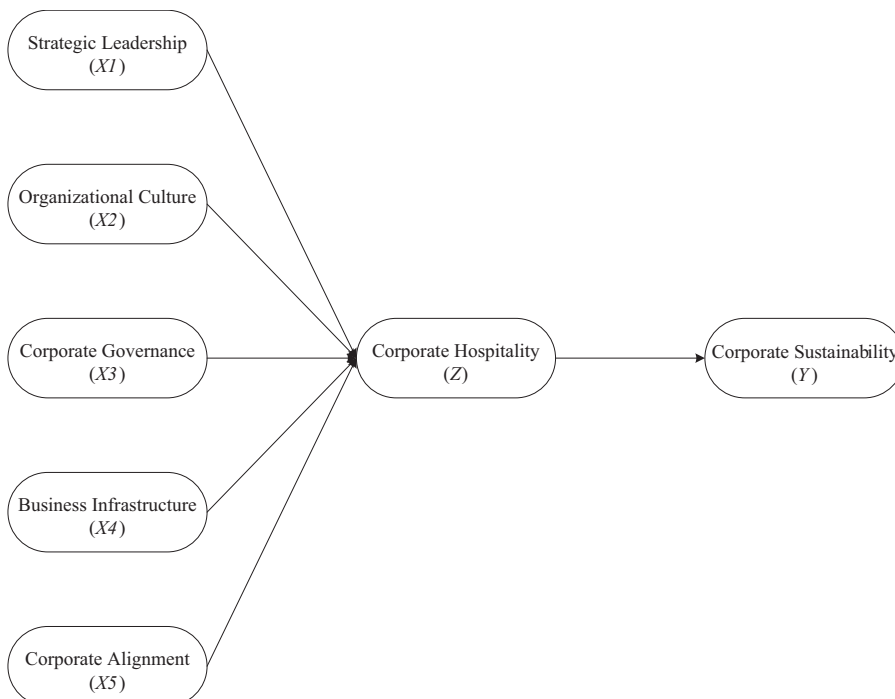 Strategic Leadership
(X1)
Organizational Culture
(X2)
Corporate Governance
(X3)
Business Infrastructure
(X4)
Corporate Alignment
(X5)
Corporate Hospitality
(Z)
Corporate Sustainability
(Y)